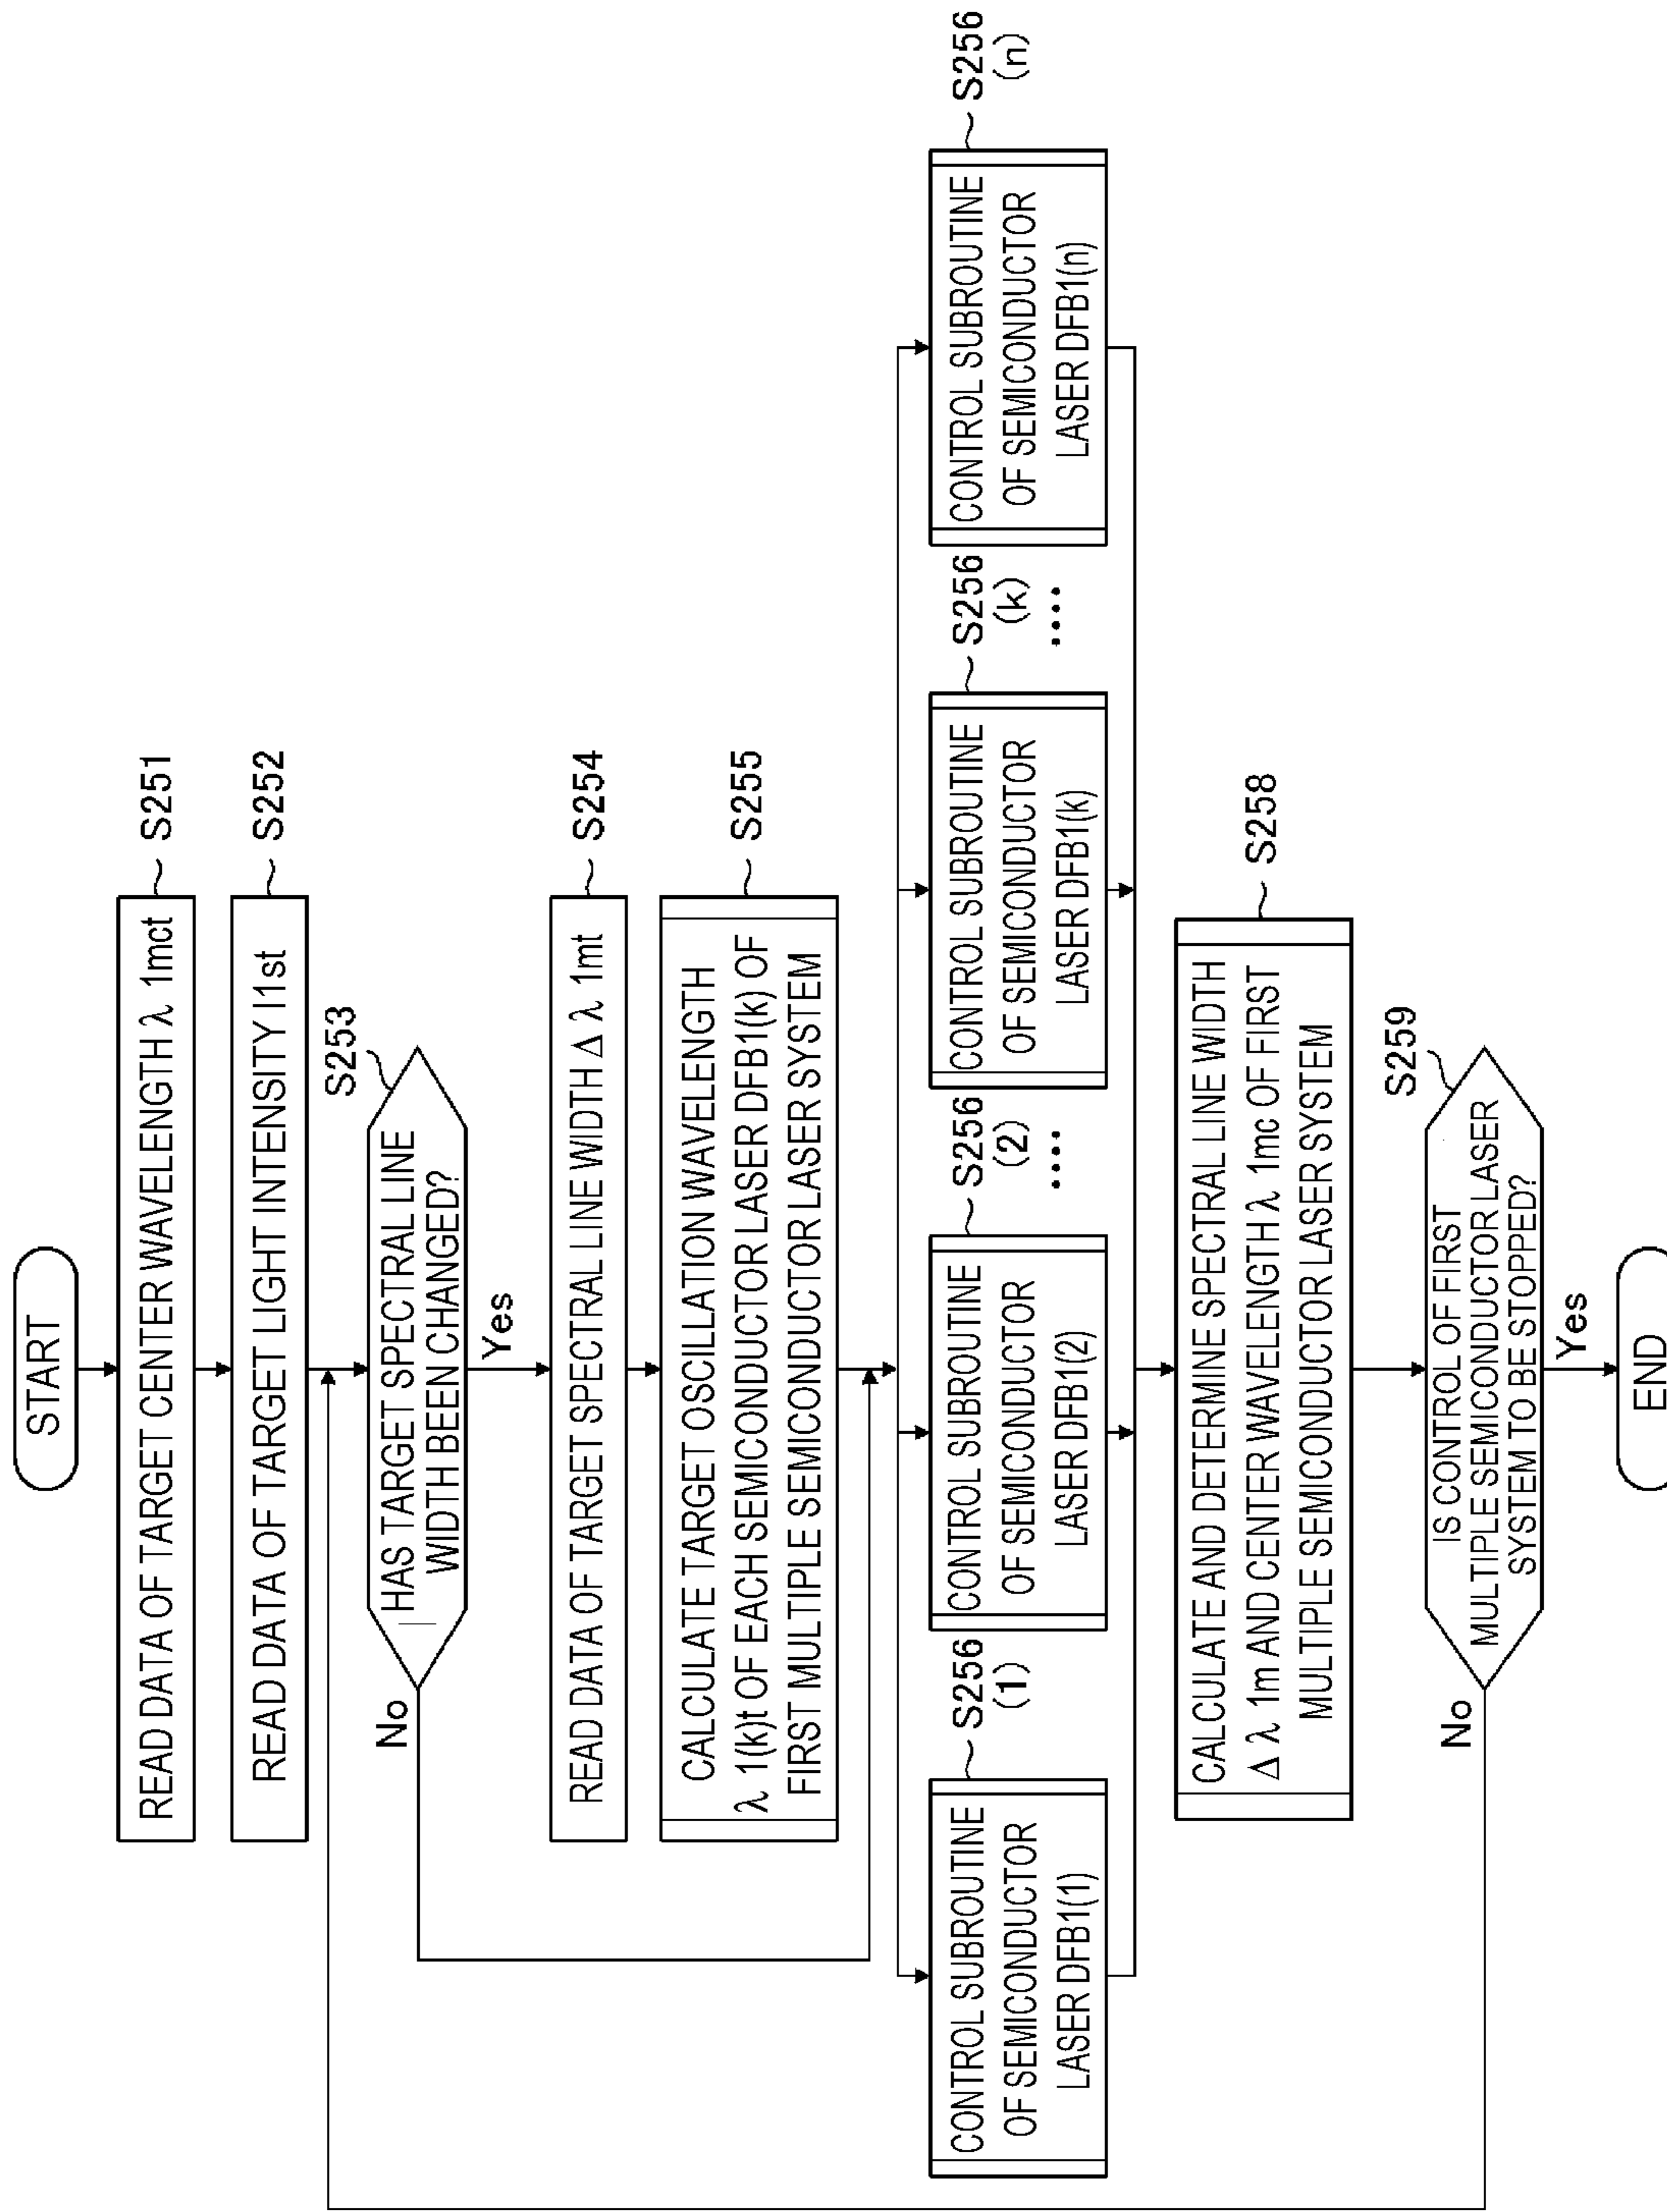 START
READ DATA OF TARGET CENTER WAVELENGTH λ 1mct
S251
READ DATA OF TARGET LIGHT INTENSITY I1st
S252
S253
HAS TARGET SPECTRAL LINE
WIDTH BEEN CHANGED?
No
Yes
READ DATA OF TARGET SPECTRAL LINE WIDTH Δ λ 1mt
S254
CALCULATE TARGET OSCILLATION WAVELENGTH
λ 1(k)t OF EACH SEMICONDUCTOR LASER DFB1(k) OF
FIRST MULTIPLE SEMICONDUCTOR LASER SYSTEM
S255
S256
(1)
CONTROL SUBROUTINE
OF SEMICONDUCTOR
LASER DFB1(1)
S256
(2)
CONTROL SUBROUTINE
OF SEMICONDUCTOR
LASER DFB1(2)
....
S256
(k)
CONTROL SUBROUTINE
OF SEMICONDUCTOR
LASER DFB1(k)
....
S256
(n)
CONTROL SUBROUTINE
OF SEMICONDUCTOR
LASER DFB1(n)
CALCULATE AND DETERMINE SPECTRAL LINE WIDTH
Δ λ 1m AND CENTER WAVELENGTH λ 1mc OF FIRST
MULTIPLE SEMICONDUCTOR LASER SYSTEM
S258
S259
IS CONTROL OF FIRST
MULTIPLE SEMICONDUCTOR LASER
SYSTEM TO BE STOPPED?
No
Yes
END